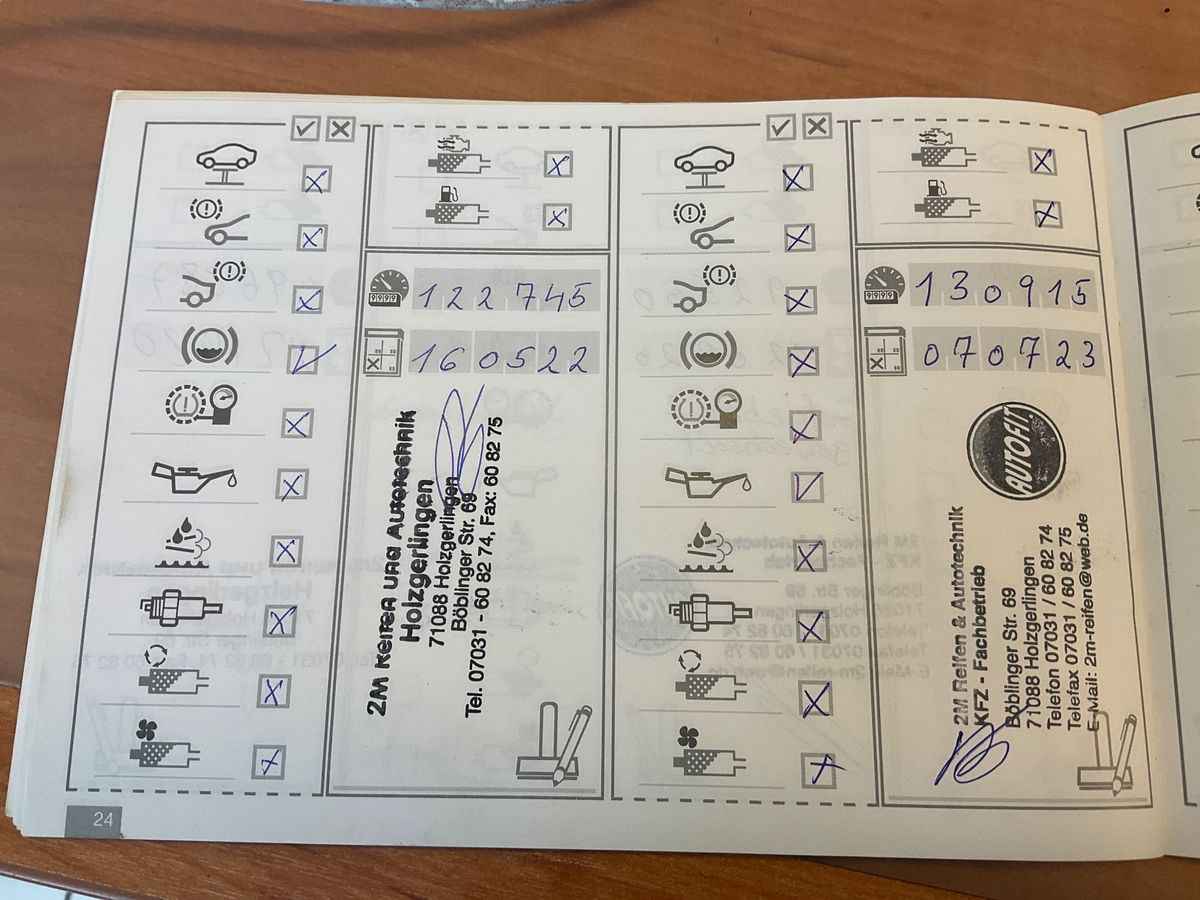 122745
160522
2M Reifen und Autotechnik
Holzgerlingen
71088 Holzgerlingen
Böblinger Str. 69
Tel. 07031 - 60 82 74, Fax: 60 82 75
24
130915
070723
AUTOFIT
2M Reifen & Autotechnik
KFZ - Fachbetrieb
Böblinger Str. 69
71088 Holzgerlingen
Telefon 07031 / 60 82 74
Telefax 07031 / 60 82 75
E-Mail: 2m-reifen@web.de